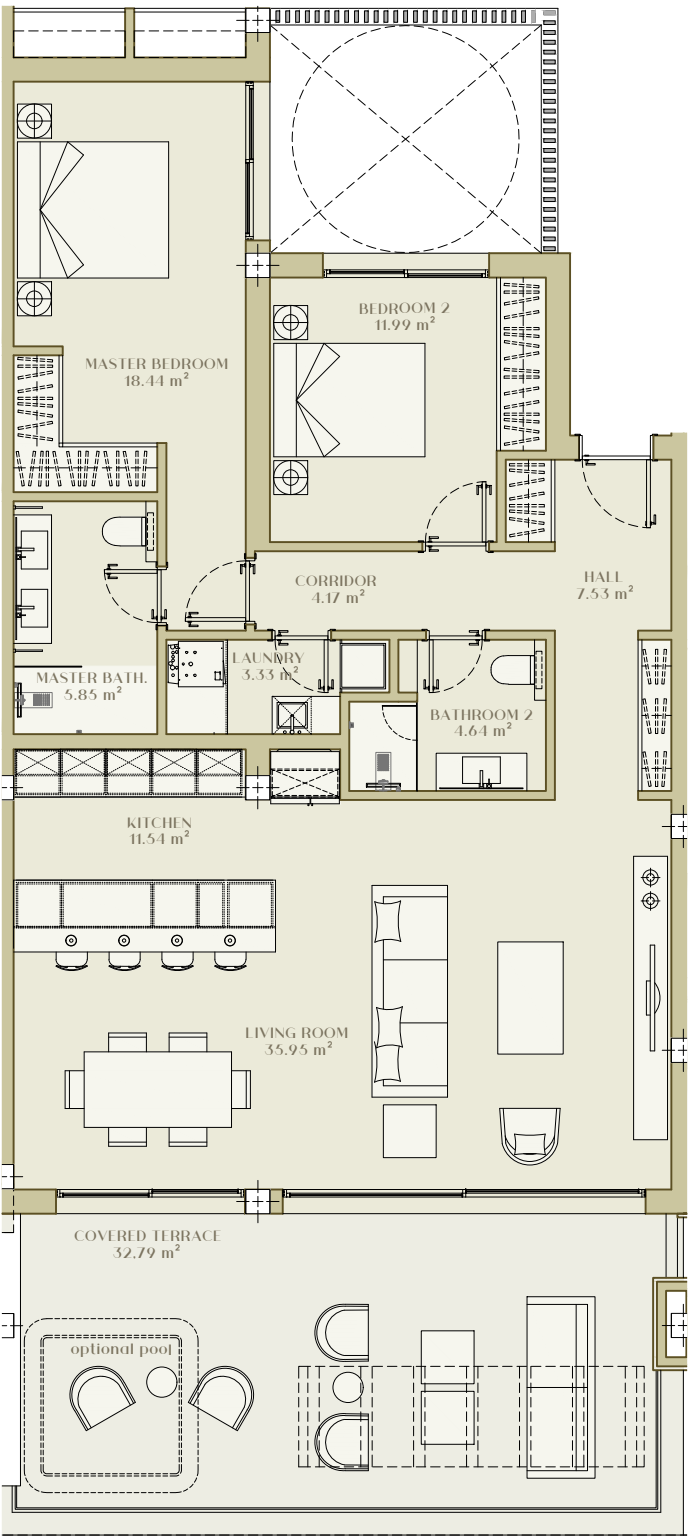 BEDROOM 2
11.99 m²
MASTER BEDROOM
18.44 m²
CORRIDOR
4.17 m²
HALL
7.53 m²
LAUNDRY
3.33 m²
MASTER BATH.
5.85 m²
BATHROOM 2
4.64 m²
KITCHEN
11.54 m²
LIVING ROOM
35.95 m²
COVERED TERRACE
32,79 m²
optional pool